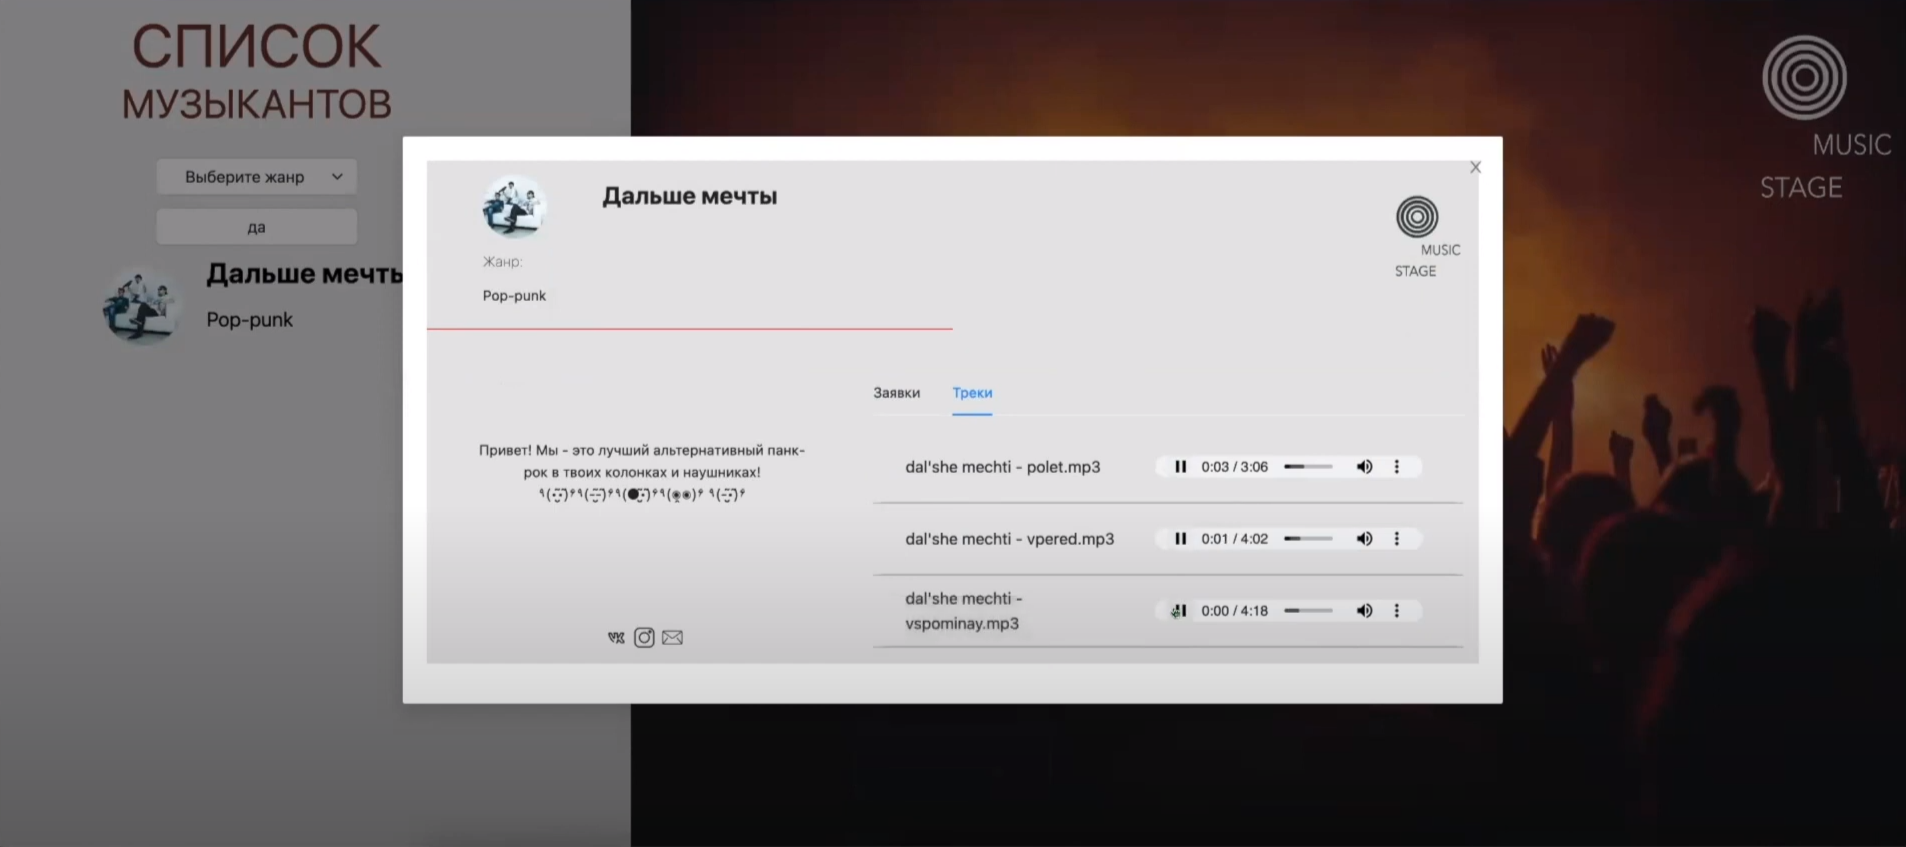 СПИСОК
МУЗЫКАНТОВ
Выберите жанр
да
Дальше мечты
Pop-punk
MUSIC
STAGE
X
Дальше мечты
MUSIC
STAGE
Жанр:
Pop-punk
Заявки Треки
Привет! Мы - это лучший альтернативный панк-
рок в твоих колонках и наушниках!
dal'she mechti - polet.mp3 0:03 / 3:06
dal'she mechti - vpered.mp3 0:01 / 4:02
dal'she mechti -
vspominay.mp3
0:00 / 4:18